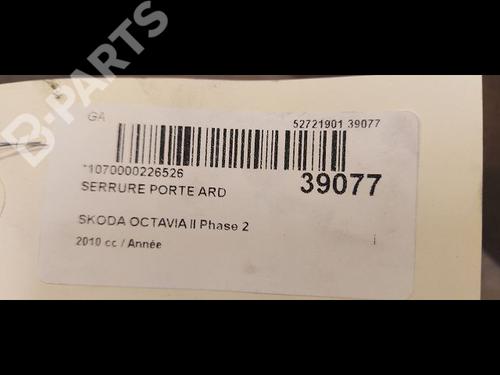 B-PARTS
GA
52721901 39077
*1070000226526
39077
SERRURE PORTE ARD
SKODA OCTAVIA II Phase 2
2010 cc / Année